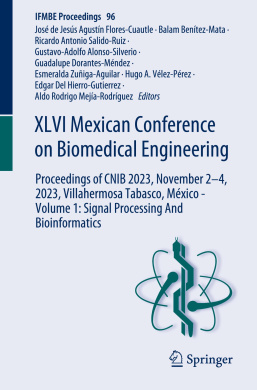 IFMBE Proceedings 96
José de Jesús Agustín Flores-Cuautle · Balam Benítez-Mata ·
Ricardo Antonio Salido-Ruiz ·
Gustavo-Adolfo Alonso-Silverio ·
Guadalupe Dorantes-Méndez ·
Esmeralda Zuñiga-Aguilar · Hugo A. Vélez-Pérez ·
Edgar Del Hierro-Gutierrez ·
Aldo Rodrigo Mejía-Rodríguez Editors
XLVI Mexican Conference
on Biomedical Engineering
Proceedings of CNIB 2023, November 2–4,
2023, Villahermosa Tabasco, México -
Volume 1: Signal Processing And
Bioinformatics
Springer